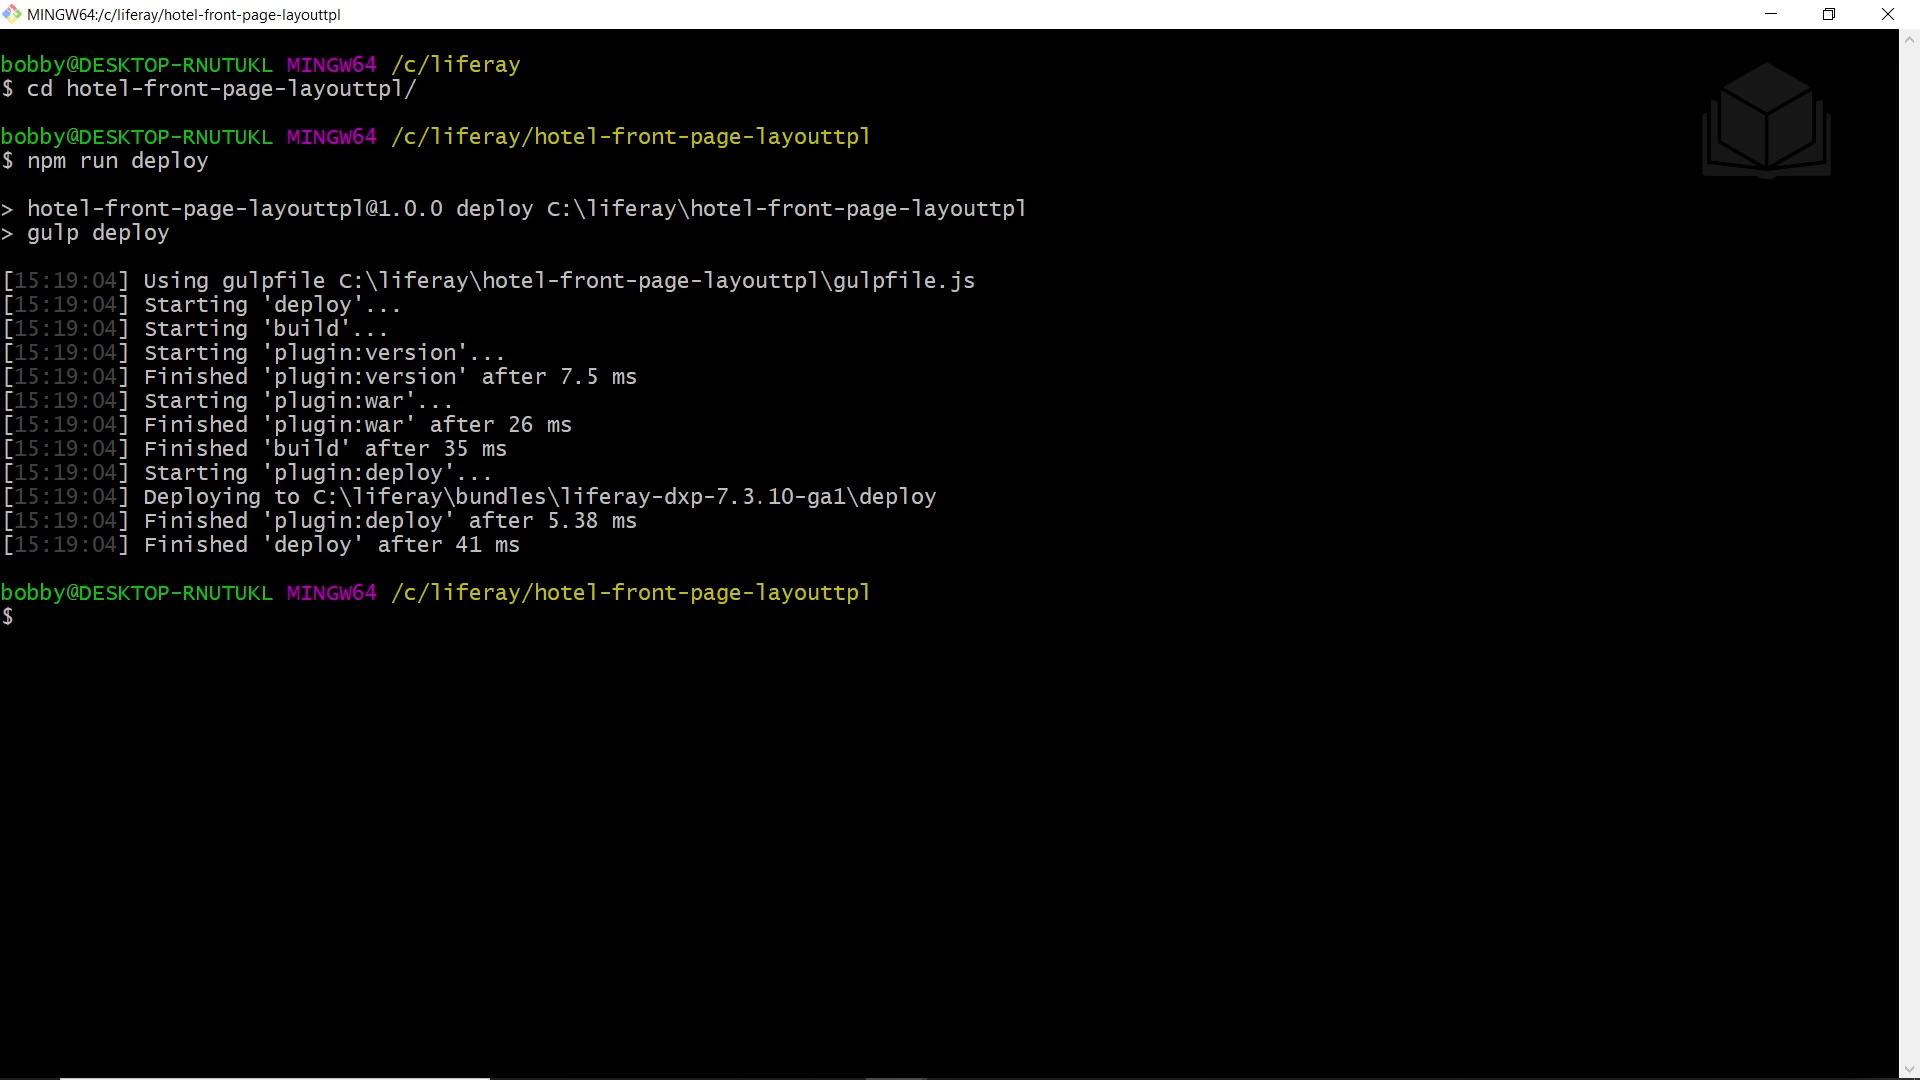 MINGW64:/c/liferay/hotel-front-page-layouttpl
bobby@DESKTOP-RNUTUKL MINGW64 /c/liferay
$ cd hotel-front-page-layouttpl/
bobby@DESKTOP-RNUTUKL MINGW64 /c/liferay/hotel-front-page-layouttpl
$ npm run deploy
> hotel-front-page-layouttpl@1.0.0 deploy C:\liferay\hotel-front-page-layouttpl
> gulp deploy
[15:19:04] Using gulpfile C:\liferay\hotel-front-page-layouttpl\gulpfile.js
[15:19:04] Starting 'deploy'...
[15:19:04] Starting 'build'...
[15:19:04] Starting 'plugin:version'...
[15:19:04] Finished 'plugin:version' after 7.5 ms
[15:19:04] Starting 'plugin:war'...
[15:19:04] Finished 'plugin:war' after 26 ms
[15:19:04] Finished 'build' after 35 ms
[15:19:04] Starting 'plugin:deploy'...
[15:19:04] Deploying to C:\liferay\bundles\liferay-dxp-7.3.10-ga1\deploy
[15:19:04] Finished 'plugin:deploy' after 5.38 ms
[15:19:04] Finished 'deploy' after 41 ms
bobby@DESKTOP-RNUTUKL MINGW64 /c/liferay/hotel-front-page-layouttpl
$